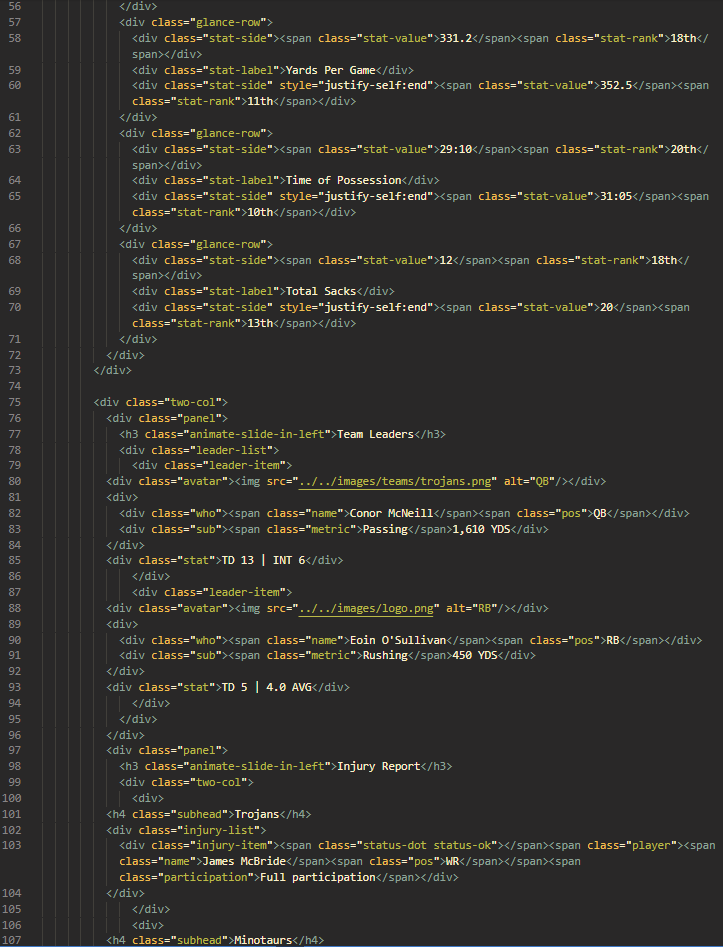 56 </div>
57 <div class="glance-row">
58 <div class="stat-side"><span class="stat-value">331.2</span><span class="stat-rank">18th</
span></div>
59 <div class="stat-label">Yards Per Game</div>
60 <div class="stat-side" style="justify-self:end"><span class="stat-value">352.5</span><span
class="stat-rank">11th</span></div>
61 </div>
62 <div class="glance-row">
63 <div class="stat-side"><span class="stat-value">29:10</span><span class="stat-rank">20th</
span></div>
64 <div class="stat-label">Time of Possession</div>
65 <div class="stat-side" style="justify-self:end"><span class="stat-value">31:05</span><span
class="stat-rank">10th</span></div>
66 </div>
67 <div class="glance-row">
68 <div class="stat-side"><span class="stat-value">12</span><span class="stat-rank">18th</
span></div>
69 <div class="stat-label">Total Sacks</div>
70 <div class="stat-side" style="justify-self:end"><span class="stat-value">20</span><span
class="stat-rank">13th</span></div>
71 </div>
72 </div>
73 </div>
74
75 <div class="two-col">
76 <div class="panel">
77 <h3 class="animate-slide-in-left">Team Leaders</h3>
78 <div class="leader-list">
79 <div class="leader-item">
80 <div class="avatar"><img src="../../images/teams/trojans.png" alt="QB"/></div>
81 <div>
82 <div class="who"><span class="name">Conor McNeill</span><span class="pos">QB</span></div>
83 <div class="sub"><span class="metric">Passing</span>1,610 YDS</div>
84 </div>
85 <div class="stat">TD 13 | INT 6</div>
86 </div>
87 <div class="leader-item">
88 <div class="avatar"><img src="../../images/logo.png" alt="RB"/></div>
89 <div>
90 <div class="who"><span class="name">Eoin O'Sullivan</span><span class="pos">RB</span></div>
91 <div class="sub"><span class="metric">Rushing</span>450 YDS</div>
92 </div>
93 <div class="stat">TD 5 | 4.0 AVG</div>
94 </div>
95 </div>
96 </div>
97 <div class="panel">
98 <h3 class="animate-slide-in-left">Injury Report</h3>
99 <div class="two-col">
100 <div>
101 <h4 class="subhead">Trojans</h4>
102 <div class="injury-list">
103 <div class="injury-item"><span class="status-dot status-ok"></span><span class="player"><span
class="name">James McBride</span><span class="pos">WR</span></span><span
class="participation">Full participation</span></div>
104 </div>
105 </div>
106 <div>
107 <h4 class="subhead">Minotaurs</h4>